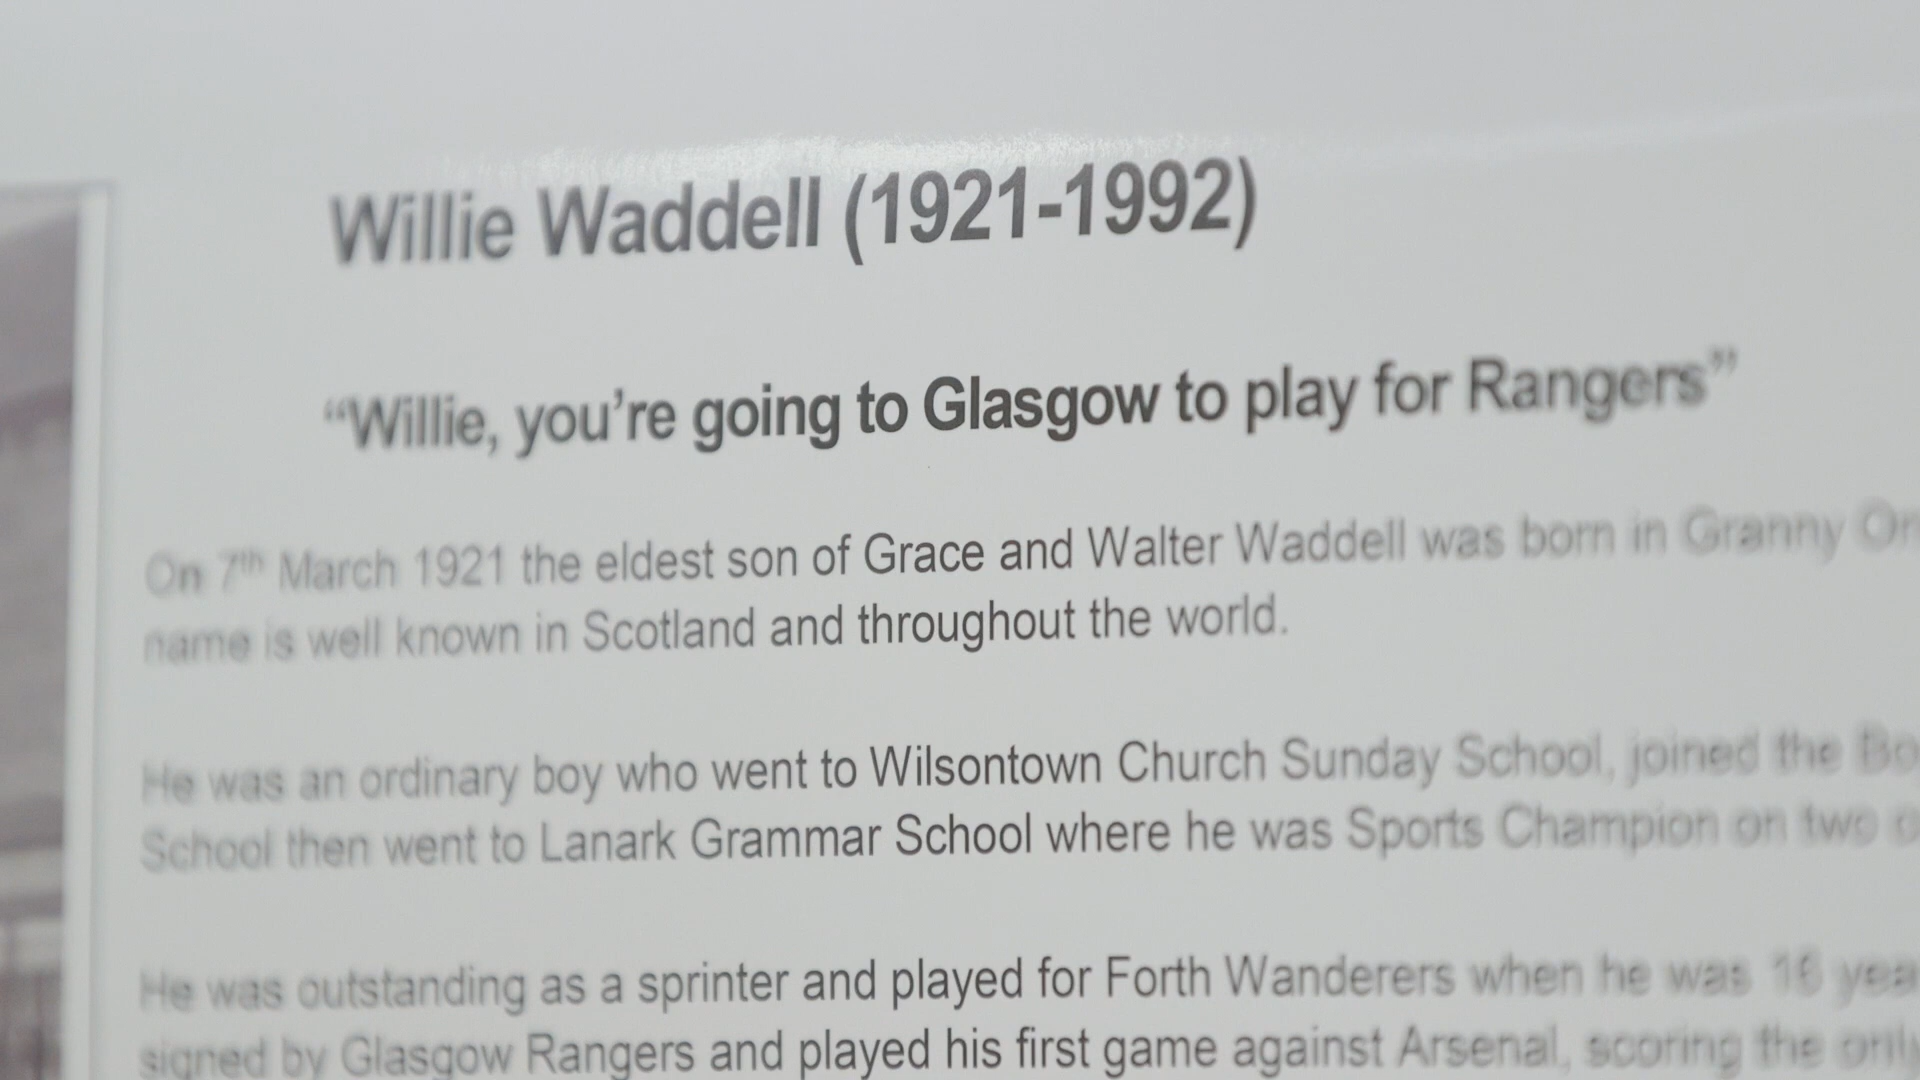 Willie Waddell (1921-1992)
“Willie, you’re going to Glasgow to play for Rangers”
On 7th March 1921 the eldest son of Grace and Walter Waddell was born in Granny
name is well known in Scotland and throughout the world.
He was an ordinary boy who went to Wilsontown Church Sunday School, joined the
School then went to Lanark Grammar School where he was Sports Champion on two
He was outstanding as a sprinter and played for Forth Wanderers when he was 16
signed by Glasgow Rangers and played his first game against Arsenal, scoring the only